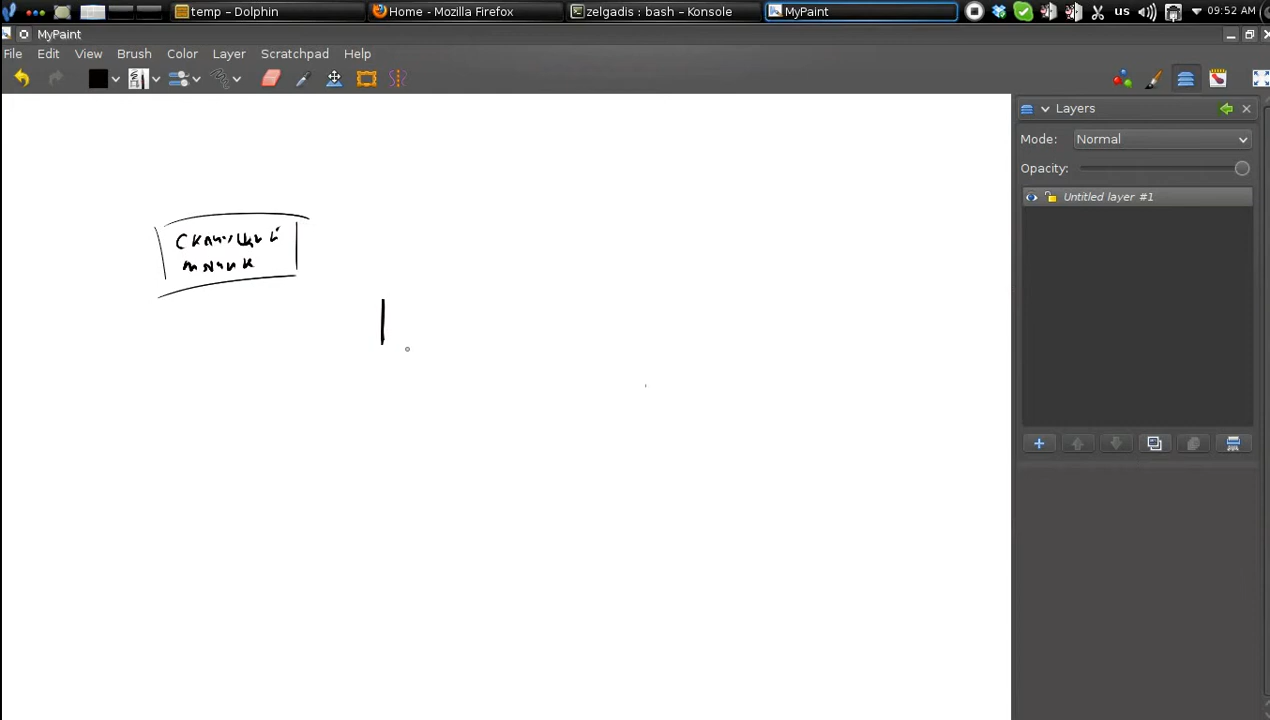 temp – Dolphin
Home - Mozilla Firefox
zelgadis : bash – Konsole
MyPaint
us
09:52 AM
MyPaint
File Edit View Brush Color Layer Scratchpad Help
Layers
Mode: Normal
Opacity:
Untitled layer #1
мячик